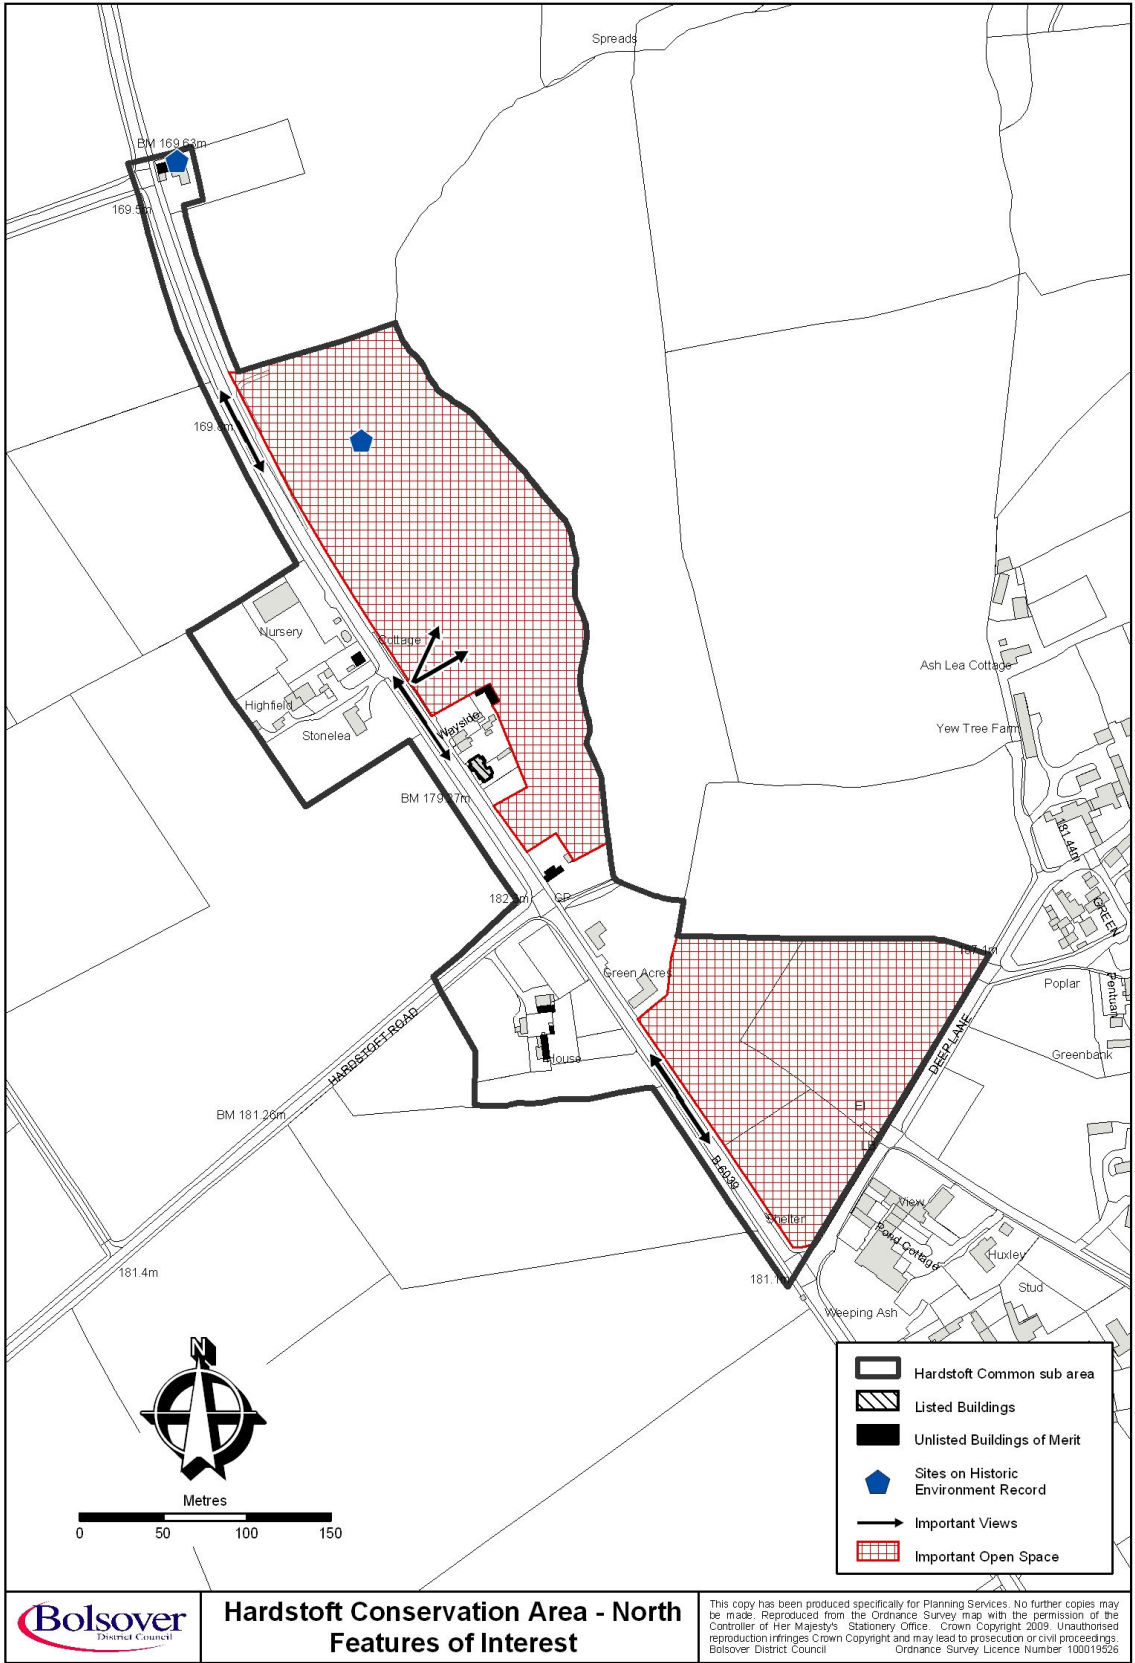 Spreads
BM 169.63m
169.5m
169.8m
Nursery
Cottage
Highfield
Stonelea
Wayside
BM 179.27m
Ash Lea Cottage
Yew Tree Farm
181.44m
GREEN
182.2m
GP
Green Acres
187.1m
Poplar
Pentuan
Greenbank
DEEP LANE
HARDSTOFT ROAD
House
BM 181.26m
El
B 6039
View
Shelter
Pond Cottage
Huxley
181.4m
181.1m
Stud
Weeping Ash
N
Metres
0 50 100 150
Hardstoft Common sub area
Listed Buildings
Unlisted Buildings of Merit
Sites on Historic
Environment Record
Important Views
Important Open Space
Bolsover
District Council
Hardstoft Conservation Area - North
Features of Interest
This copy has been produced specifically for Planning Services. No further copies may
be made. Reproduced from the Ordnance Survey map with the permission of the
Controller of Her Majesty's Stationery Office. Crown Copyright 2009. Unauthorised
reproduction infringes Crown Copyright and may lead to prosecution or civil proceedings.
Bolsover District Council Ordnance Survey Licence Number 100019526